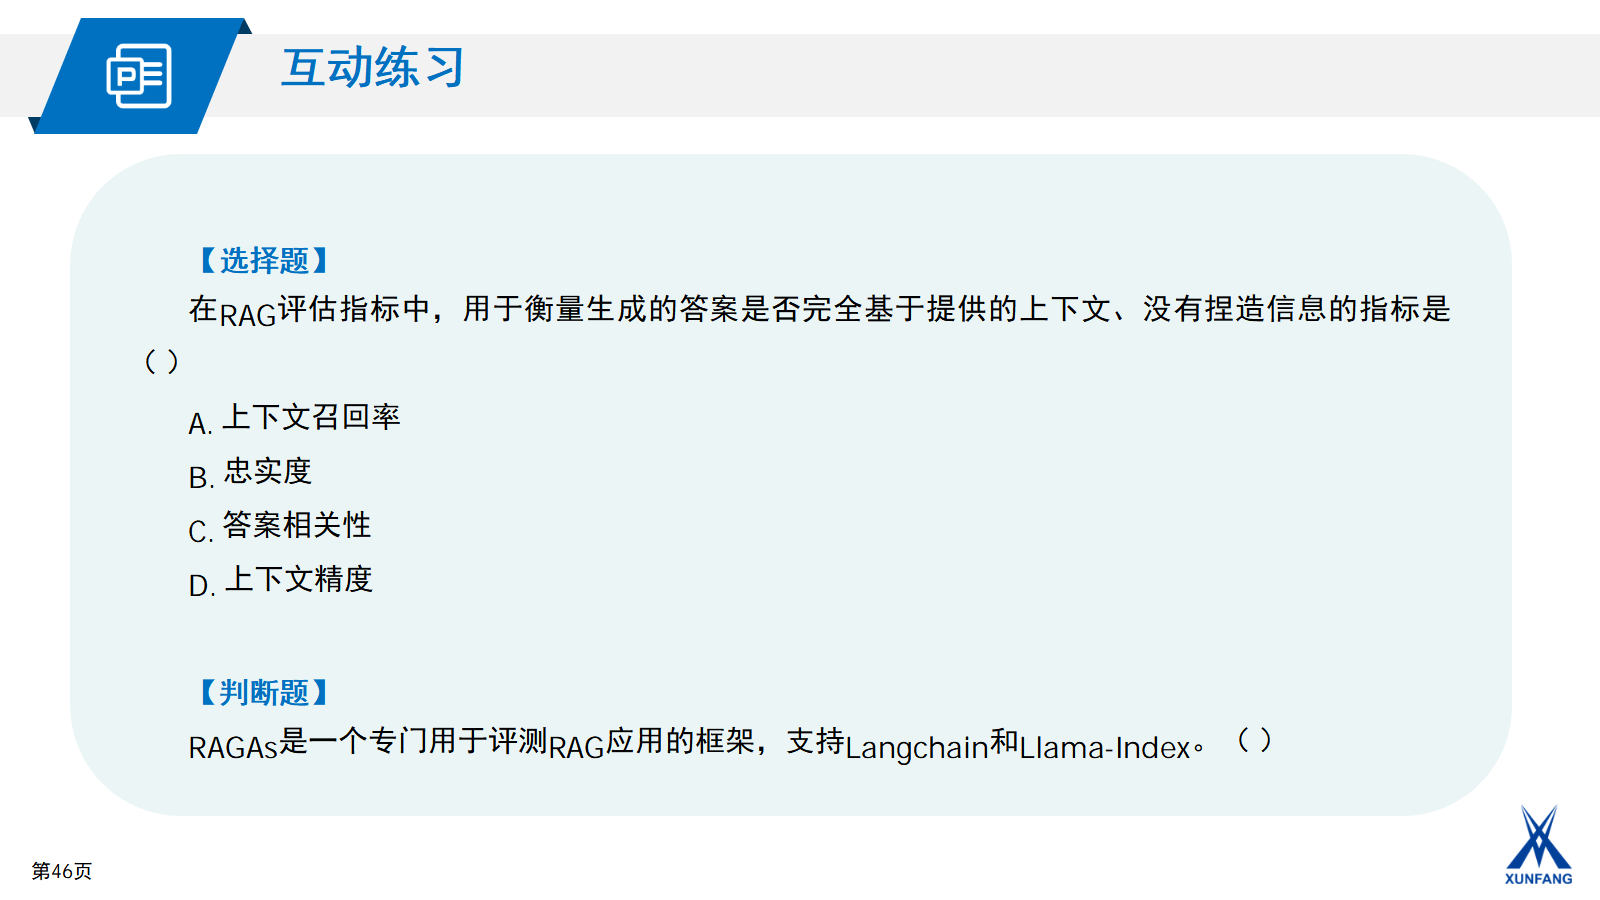 互动练习
【选择题】
在RAG评估指标中，用于衡量生成的答案是否完全基于提供的上下文、没有捏造信息的指标是
（ ）
A. 上下文召回率
B. 忠实度
C. 答案相关性
D. 上下文精度
【判断题】
RAGAs是一个专门用于评测RAG应用的框架，支持Langchain和Llama-Index。（ ）
第46页
XUNFANG